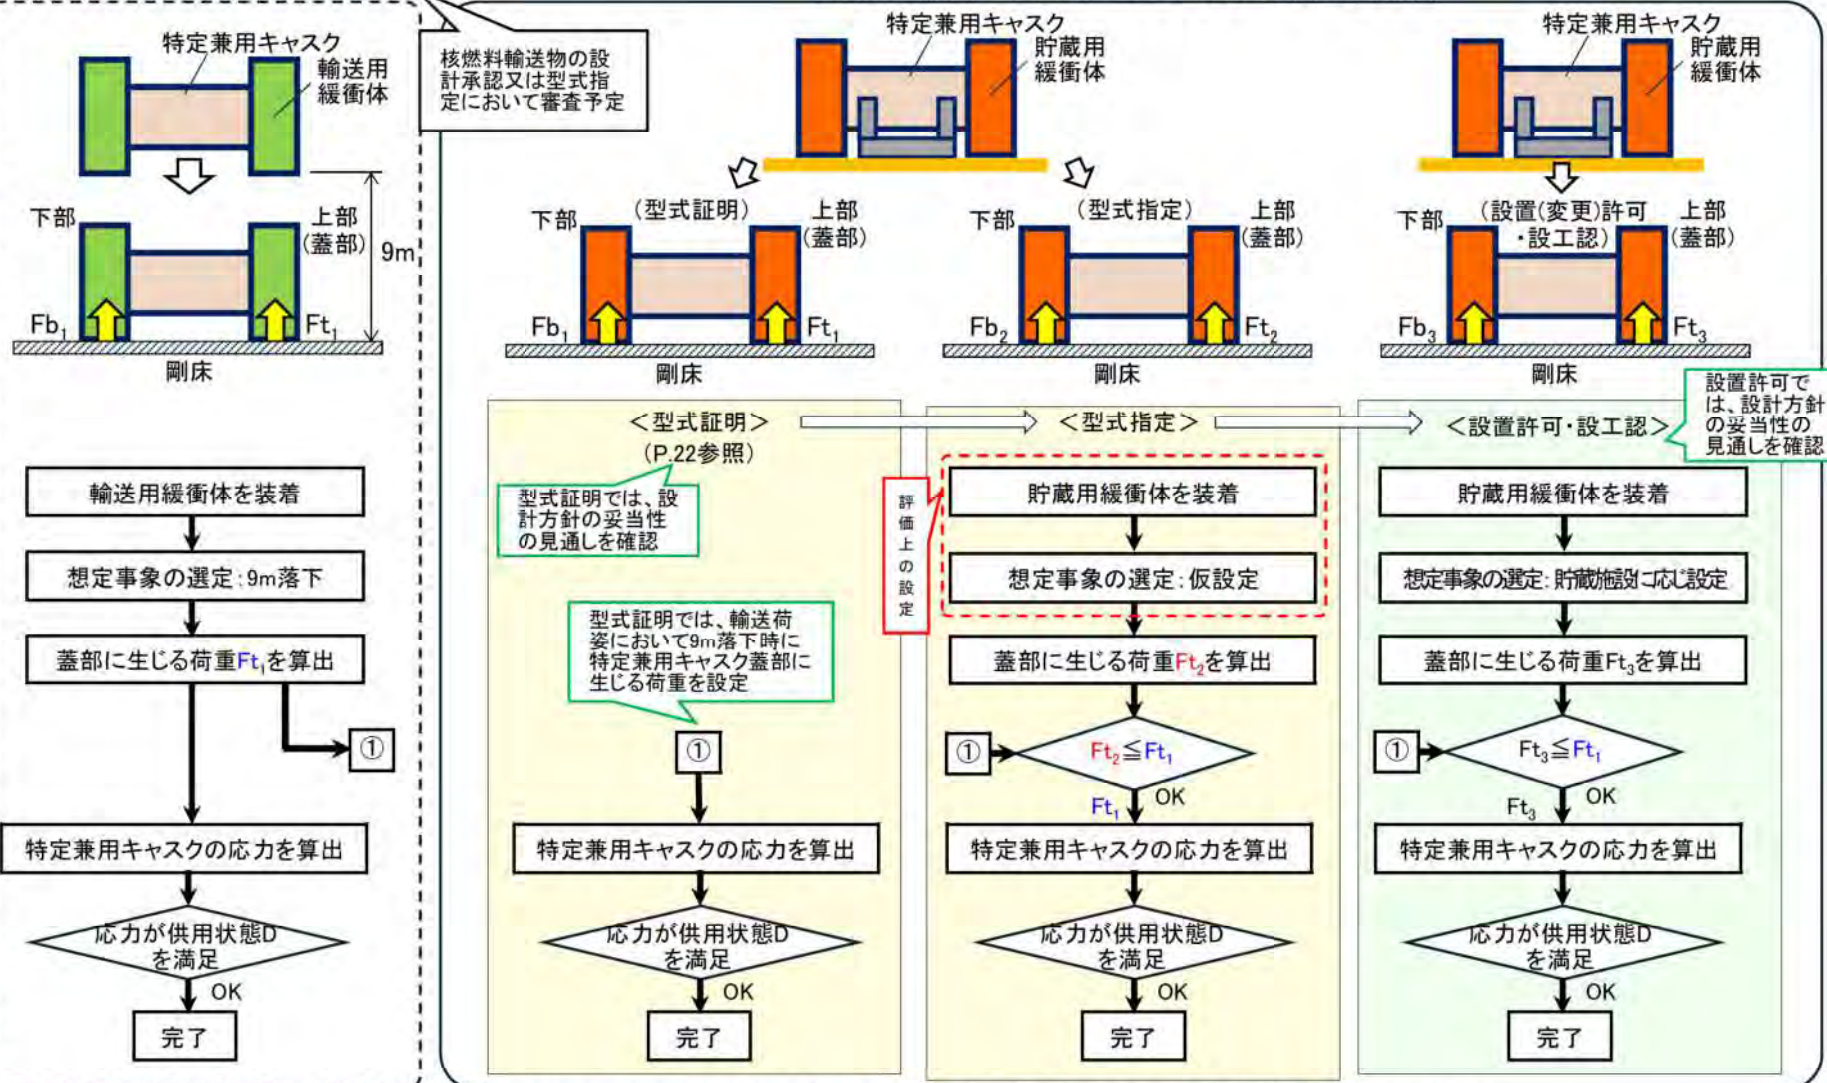 特定兼用キャスク
輸送用
緩衝体
下部
上部
(蓋部)
9m
Fb₁
Ft₁
剛床
輸送用緩衝体を装着
想定事象の選定:9m落下
蓋部に生じる荷重Ft₁を算出
①
特定兼用キャスクの応力を算出
応力が供用状態D
を満足
OK
完了
核燃料輸送物の設
計承認又は型式指
定において審査予定
特定兼用キャスク
貯蔵用
緩衝体
(型式証明)
下部
上部
(蓋部)
Fb₁
Ft₁
剛床
(型式指定)
下部
上部
(蓋部)
Fb₂
Ft₂
剛床
特定兼用キャスク
貯蔵用
緩衝体
(設置(変更)許可
・設工認)
下部
上部
(蓋部)
Fb₃
Ft₃
剛床
<型式証明>
(P.22参照)
型式証明では、設
計方針の妥当性
の見通しを確認
型式証明では、輸送荷
姿において9m落下時に
特定兼用キャスク蓋部に
生じる荷重を設定
①
特定兼用キャスクの応力を算出
応力が供用状態D
を満足
OK
完了
<型式指定>
評価上の設定
貯蔵用緩衝体を装着
想定事象の選定:仮設定
蓋部に生じる荷重Ft₂を算出
①
Ft₂≦Ft₁
Ft₁
OK
特定兼用キャスクの応力を算出
応力が供用状態D
を満足
OK
完了
<設置許可・設工認>
設置許可で
は、設計方針
の妥当性の
見通しを確認
貯蔵用緩衝体を装着
想定事象の選定:貯蔵施設に応じ設定
蓋部に生じる荷重Ft₃を算出
①
Ft₃≦Ft₁
Ft₃
OK
特定兼用キャスクの応力を算出
応力が供用状態D
を満足
OK
完了